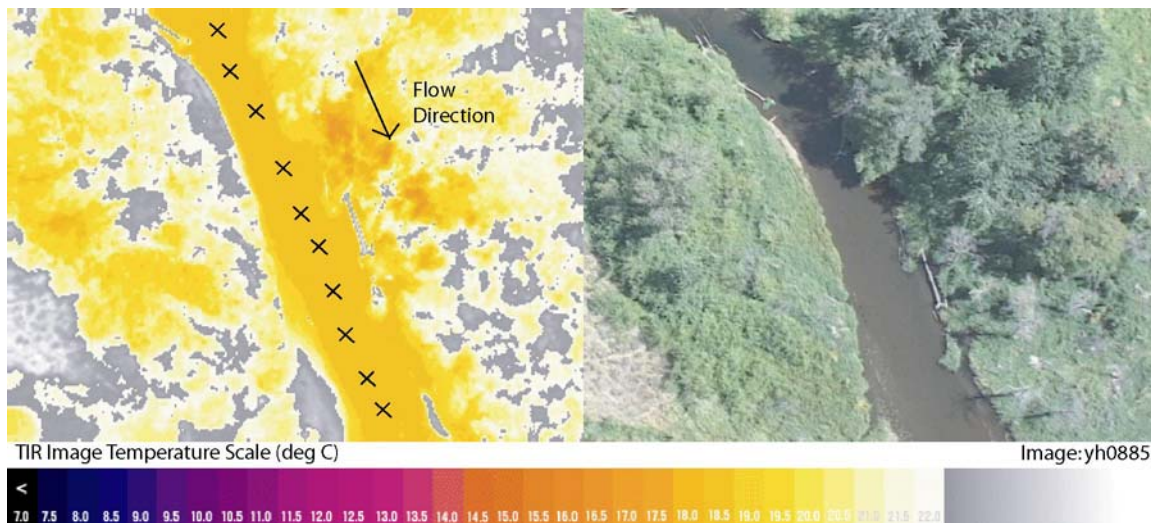 Flow
Direction
TIR Image Temperature Scale (deg C)
Image: yh0885
<
7.0 7.5 8.0 8.5 9.0 9.5 10.0 10.5 11.0 11.5 12.0 12.5 13.0 13.5 14.0 14.5 15.0 15.5 16.0 16.5 17.0 17.5 18.0 18.5 19.0 19.5 20.0 20.5 21.0 21.5 22.0